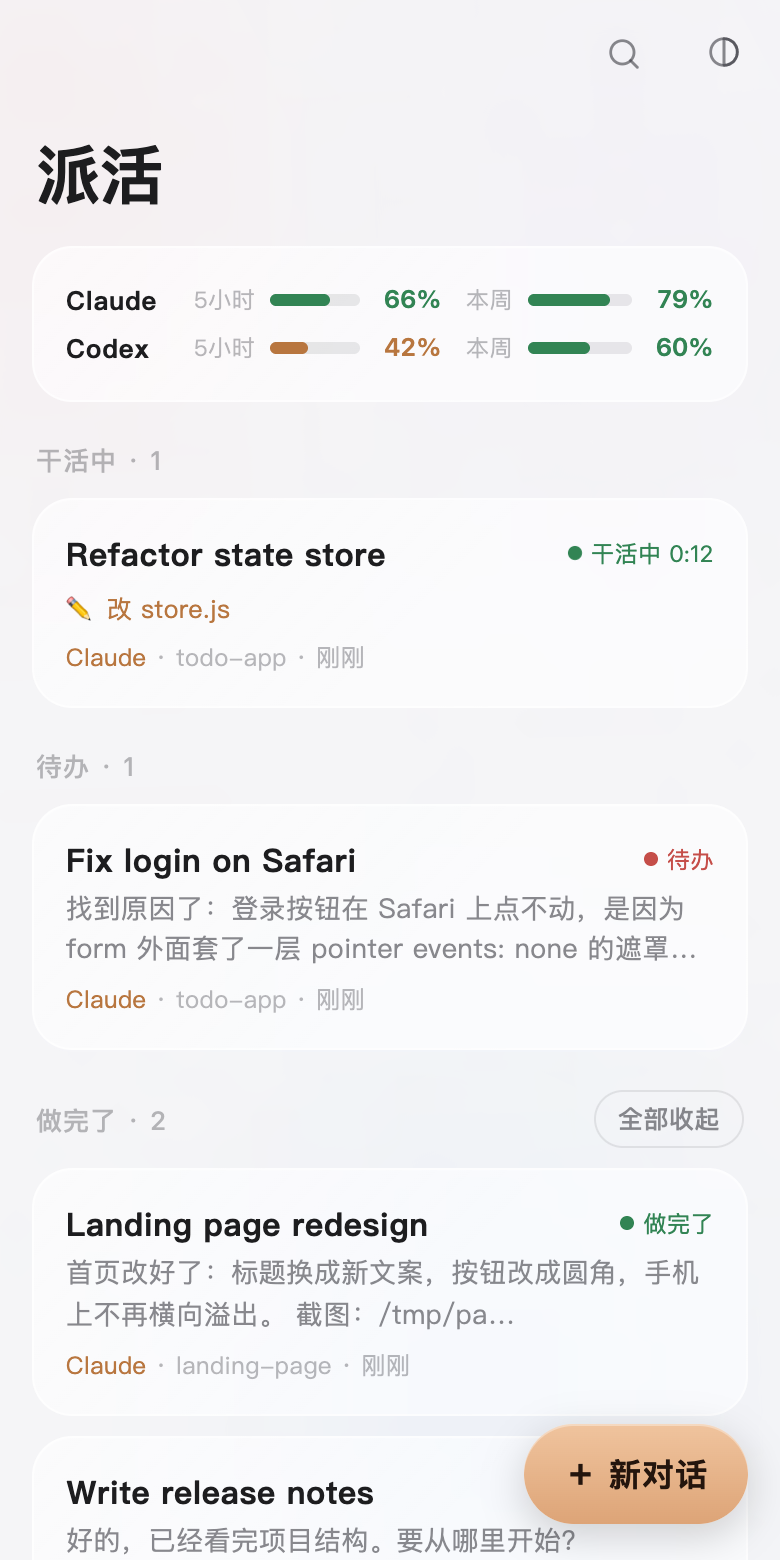 派活
Claude 5小时 66% 本周 79%
Codex 5小时 42% 本周 60%
干活中 · 1
Refactor state store 干活中 0:12
✏️ 改 store.js
Claude · todo-app · 刚刚
待办 · 1
Fix login on Safari 待办
找到原因了：登录按钮在 Safari 上点不动，是因为
form 外面套了一层 pointer events: none 的遮罩…
Claude · todo-app · 刚刚
做完了 · 2 全部收起
Landing page redesign 做完了
首页改好了：标题换成新文案，按钮改成圆角，手机
上不再横向溢出。 截图：/tmp/pa…
Claude · landing-page · 刚刚
Write release notes
+ 新对话
好的，已经看完项目结构。要从哪里开始?